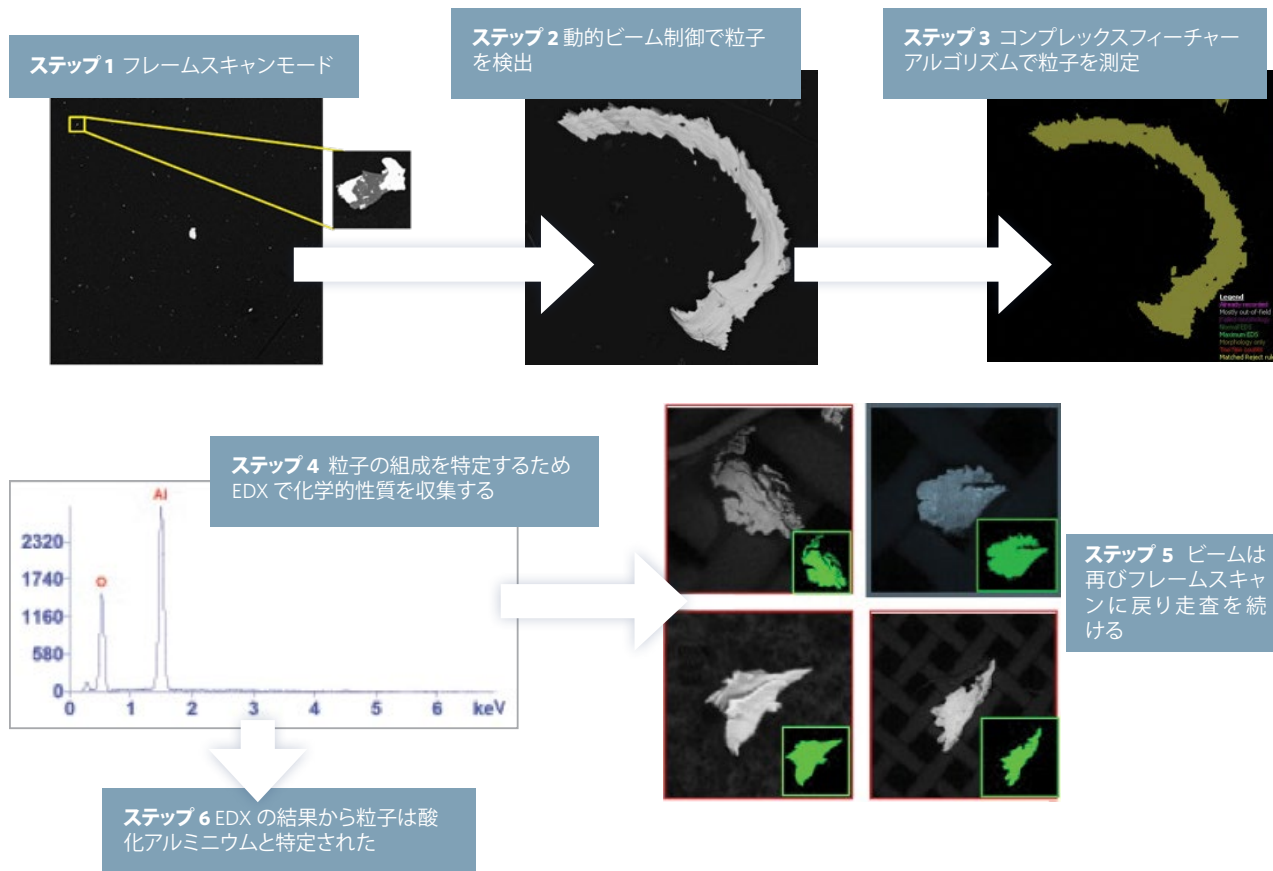 ステップ 1 フレームスキャンモード
ステップ 2 動的ビーム制御で粒子
を検出
ステップ 3 コンプレックスフィーチャー
アルゴリズムで粒子を測定
Legend
Already recorded
Mostly out-of-field
Failed morphology
Normal EDS
Maximum EDS
Morphology only
Matched Reject rule
ステップ 4 粒子の組成を特定するため
EDX で化学的性質を収集する
Al
O
2320
1740
1160
580
0
0 1 2 3 4 5 6 keV
ステップ 5 ビームは
再びフレームスキャ
ンに戻り走査を続
ける
ステップ 6 EDX の結果から粒子は酸
化アルミニウムと特定された